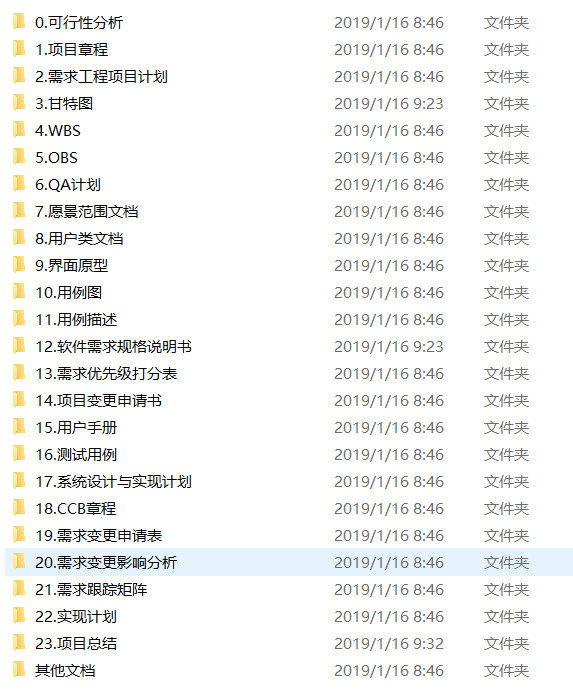 0.可行性分析 2019/1/16 8:46 文件夹
1.项目章程 2019/1/16 8:46 文件夹
2.需求工程项目计划 2019/1/16 8:46 文件夹
3.甘特图 2019/1/16 9:23 文件夹
4.WBS 2019/1/16 8:46 文件夹
5.OBS 2019/1/16 8:46 文件夹
6.QA计划 2019/1/16 8:46 文件夹
7.愿景范围文档 2019/1/16 8:46 文件夹
8.用户类文档 2019/1/16 8:46 文件夹
9.界面原型 2019/1/16 8:46 文件夹
10.用例图 2019/1/16 8:46 文件夹
11.用例描述 2019/1/16 8:46 文件夹
12.软件需求规格说明书 2019/1/16 9:23 文件夹
13.需求优先级打分表 2019/1/16 8:46 文件夹
14.项目变更申请书 2019/1/16 8:46 文件夹
15.用户手册 2019/1/16 8:46 文件夹
16.测试用例 2019/1/16 8:46 文件夹
17.系统设计与实现计划 2019/1/16 8:46 文件夹
18.CCB章程 2019/1/16 8:46 文件夹
19.需求变更申请表 2019/1/16 8:46 文件夹
20.需求变更影响分析 2019/1/16 8:46 文件夹
21.需求跟踪矩阵 2019/1/16 8:46 文件夹
22.实现计划 2019/1/16 8:46 文件夹
23.项目总结 2019/1/16 9:32 文件夹
其他文档 2019/1/16 8:46 文件夹